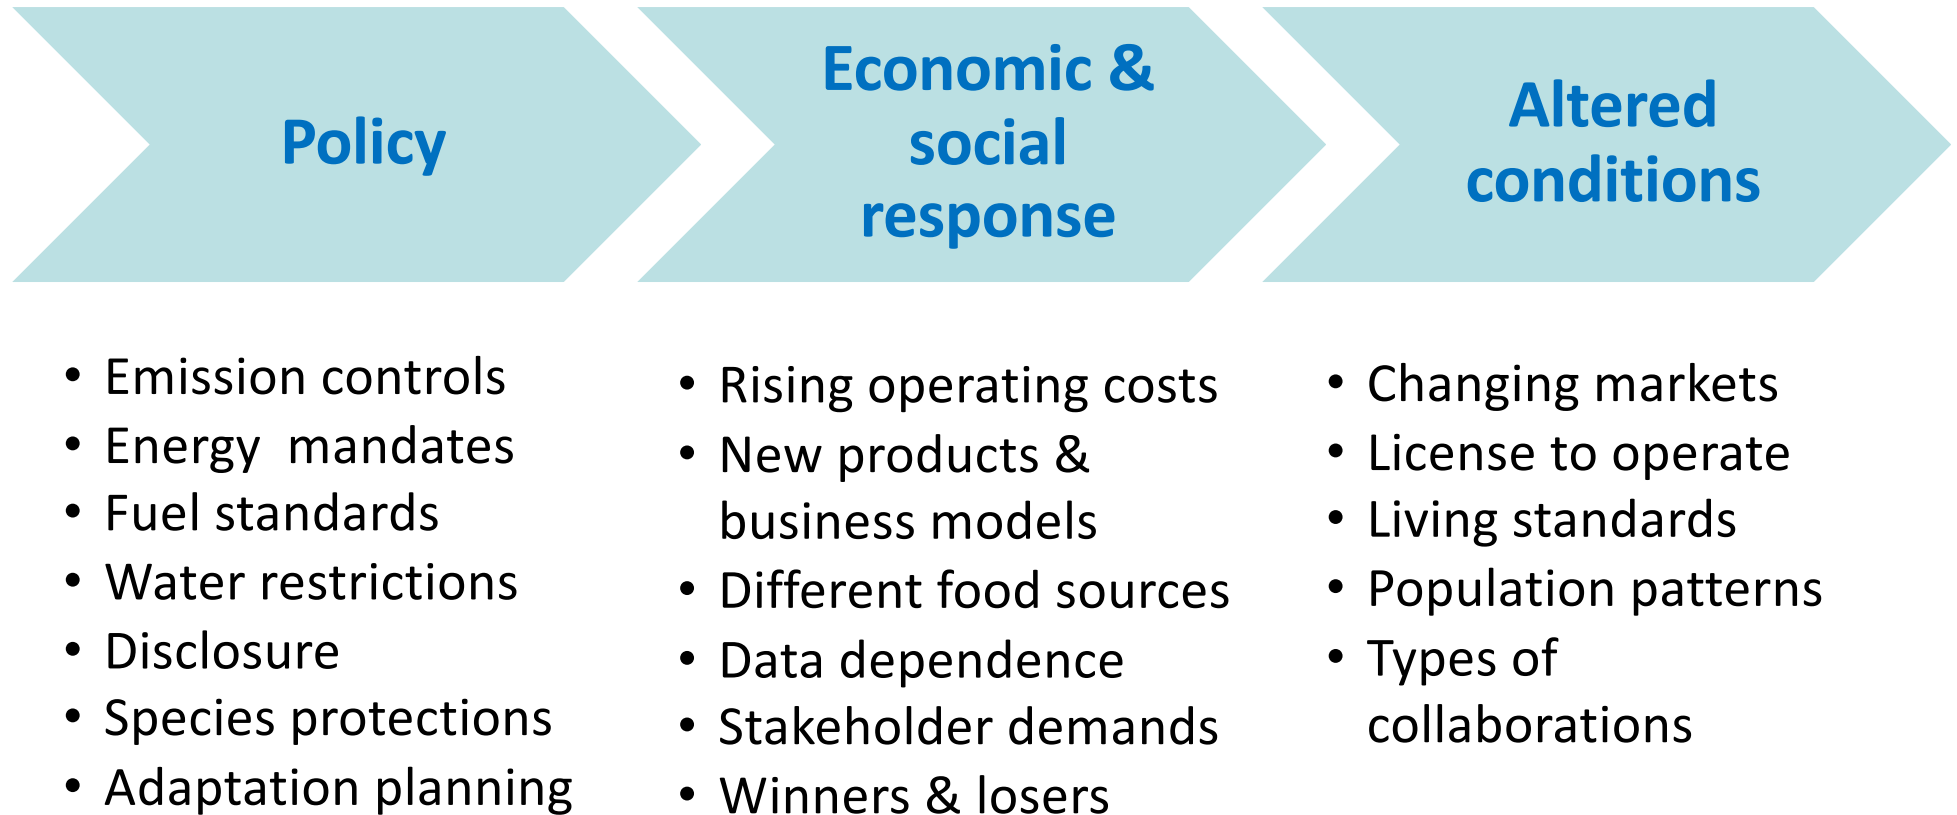 Policy
Economic &
social
response
Altered
conditions
• Emission controls
• Energy  mandates
• Fuel standards
• Water restrictions
• Disclosure
• Species protections
• Adaptation planning
• Rising operating costs
• New products &
business models
• Different food sources
• Data dependence
• Stakeholder demands
• Winners & losers
• Changing markets
• License to operate
• Living standards
• Population patterns
• Types of
collaborations